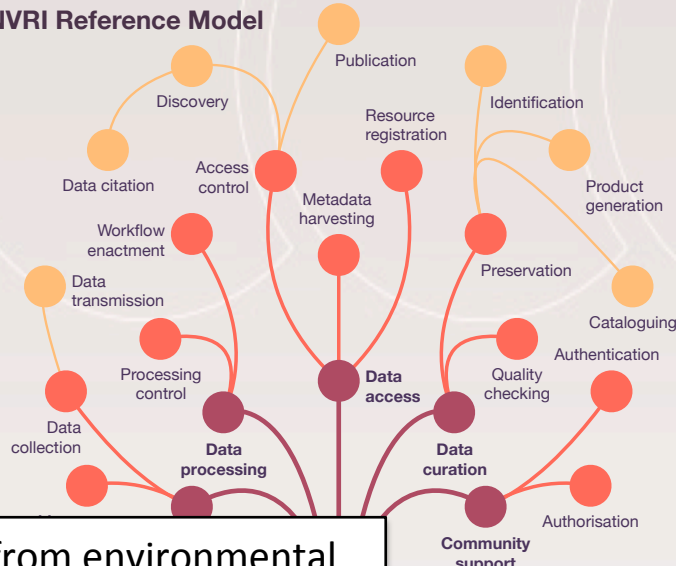 NVRI Reference Model
Publication
Discovery
Identification
Resource
registration
Access
control
Data citation
Product
generation
Metadata
harvesting
Workflow
enactment
Preservation
Data
transmission
Cataloguing
Authentication
Processing
control
Data
access
Quality
checking
Data
collection
Data
processing
Data
curation
Authorisation
Community
support
from environmental